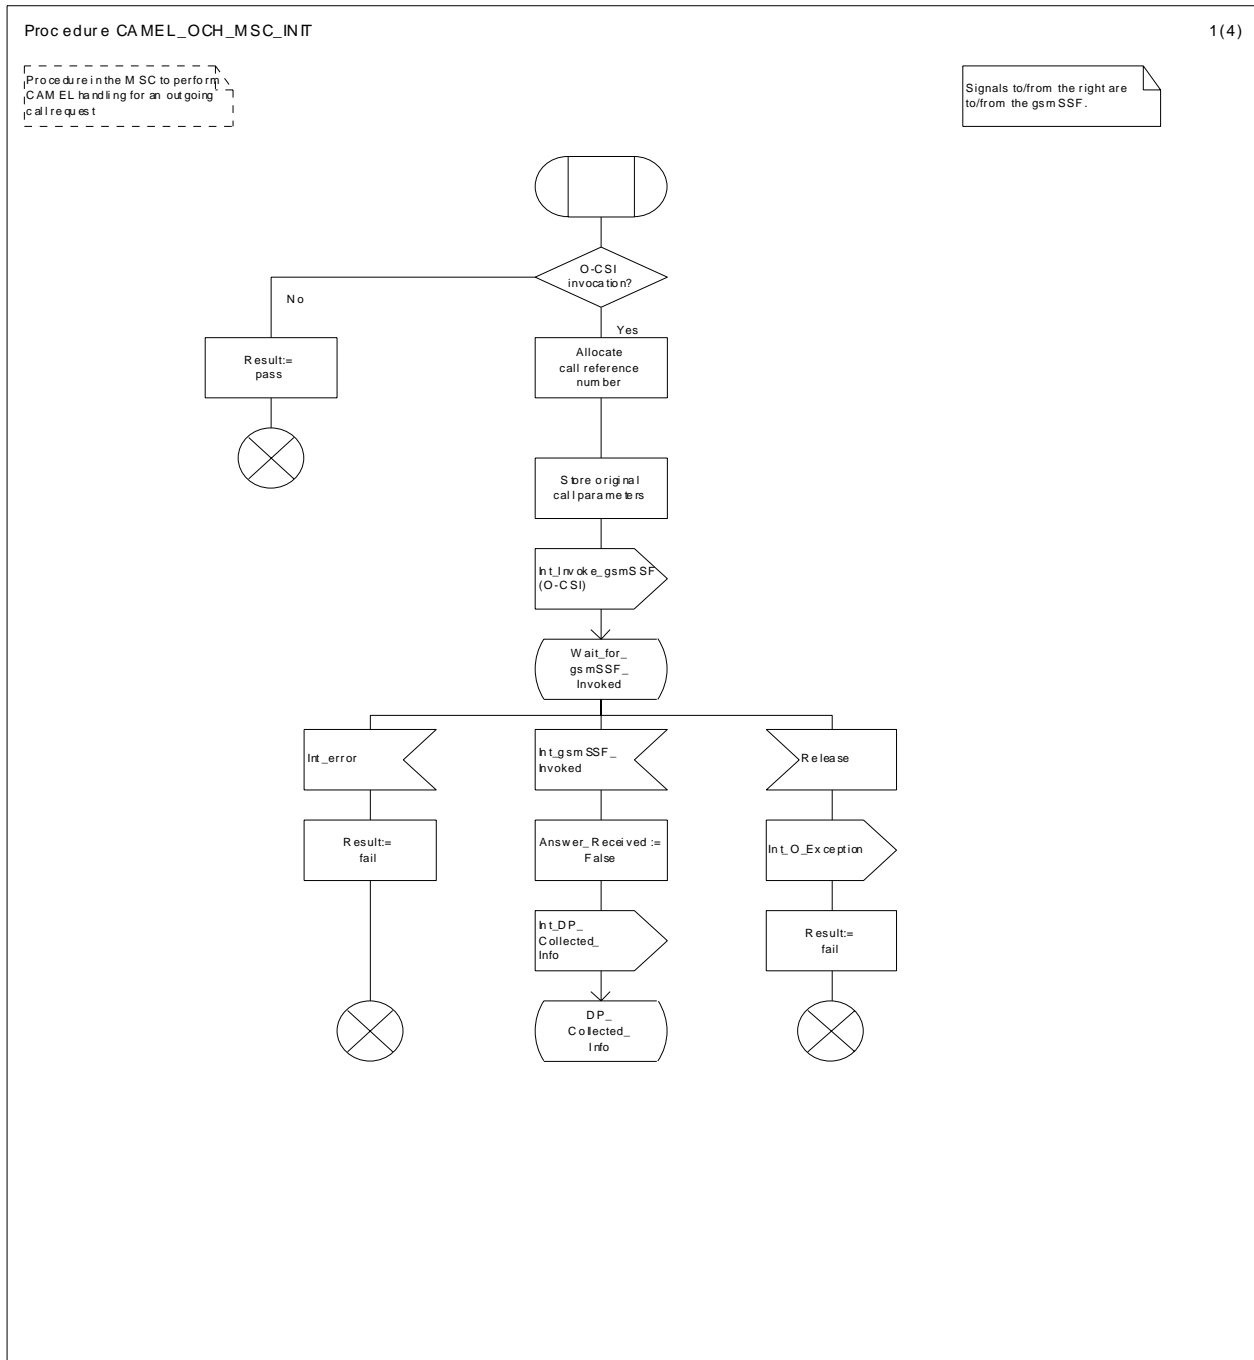 Procedure CAMEL_OCH_MSC_INIT
1(4)
Procedure in the MSC to perform
CAMEL handling for an outgoing
call request
Signals to/from the right are
to/from the gsmSSF.
O-CSI
invocation?
No
Yes
Result:=
pass
Allocate
call reference
number
Store original
call parameters
Int_Invoke_gsmSSF
(O-CSI)
Wait_for_
gsmSSF_
Invoked
Int_error
Int_gsmSSF_
Invoked
Release
Result:=
fail
Answer_Received :=
False
Int_O_Exception
Int_DP_
Collected_
Info
Result:=
fail
DP_
Collected_
Info